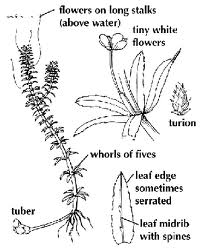 flowers on long stalks
(above water)
tiny white
flowers
turion
whorls of fives
leaf edge
sometimes
serrated
tuber
leaf midrib
with spines